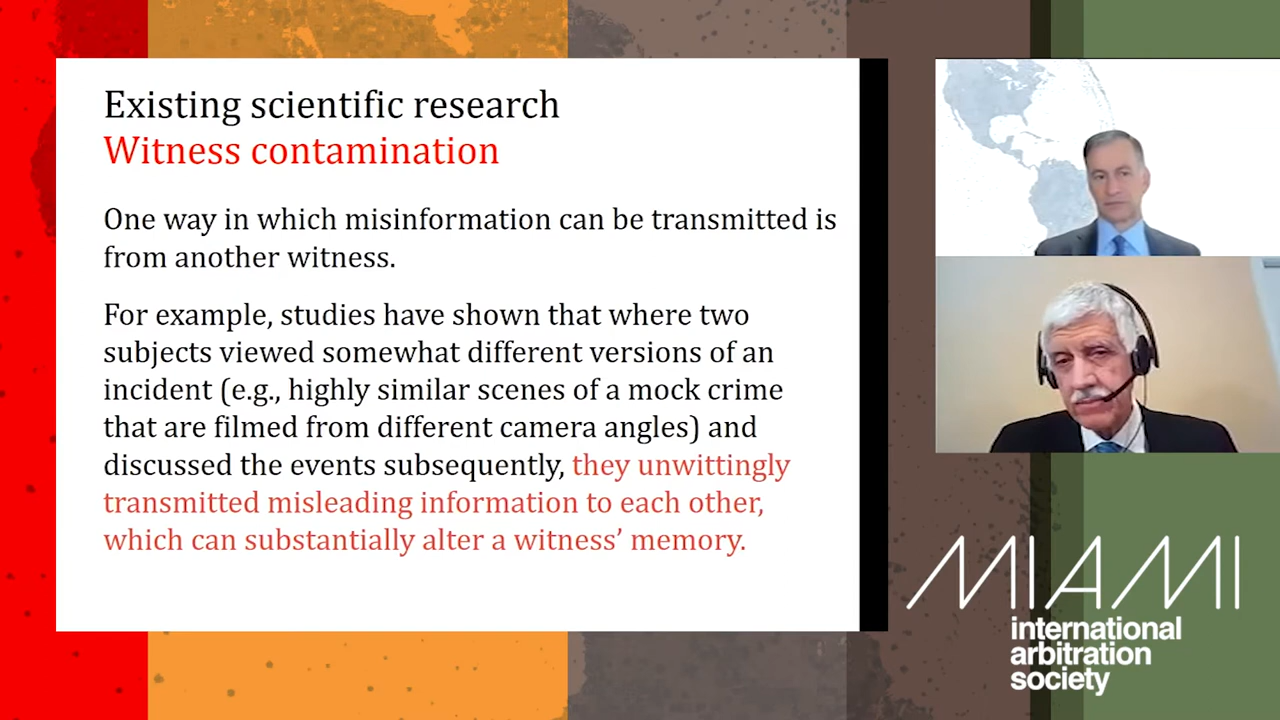 Existing scientific research
Witness contamination
One way in which misinformation can be transmitted is
from another witness.
For example, studies have shown that where two
subjects viewed somewhat different versions of an
incident (e.g., highly similar scenes of a mock crime
that are filmed from different camera angles) and
discussed the events subsequently, they unwittingly
transmitted misleading information to each other,
which can substantially alter a witness’ memory.
MIAMI
international
arbitration
society